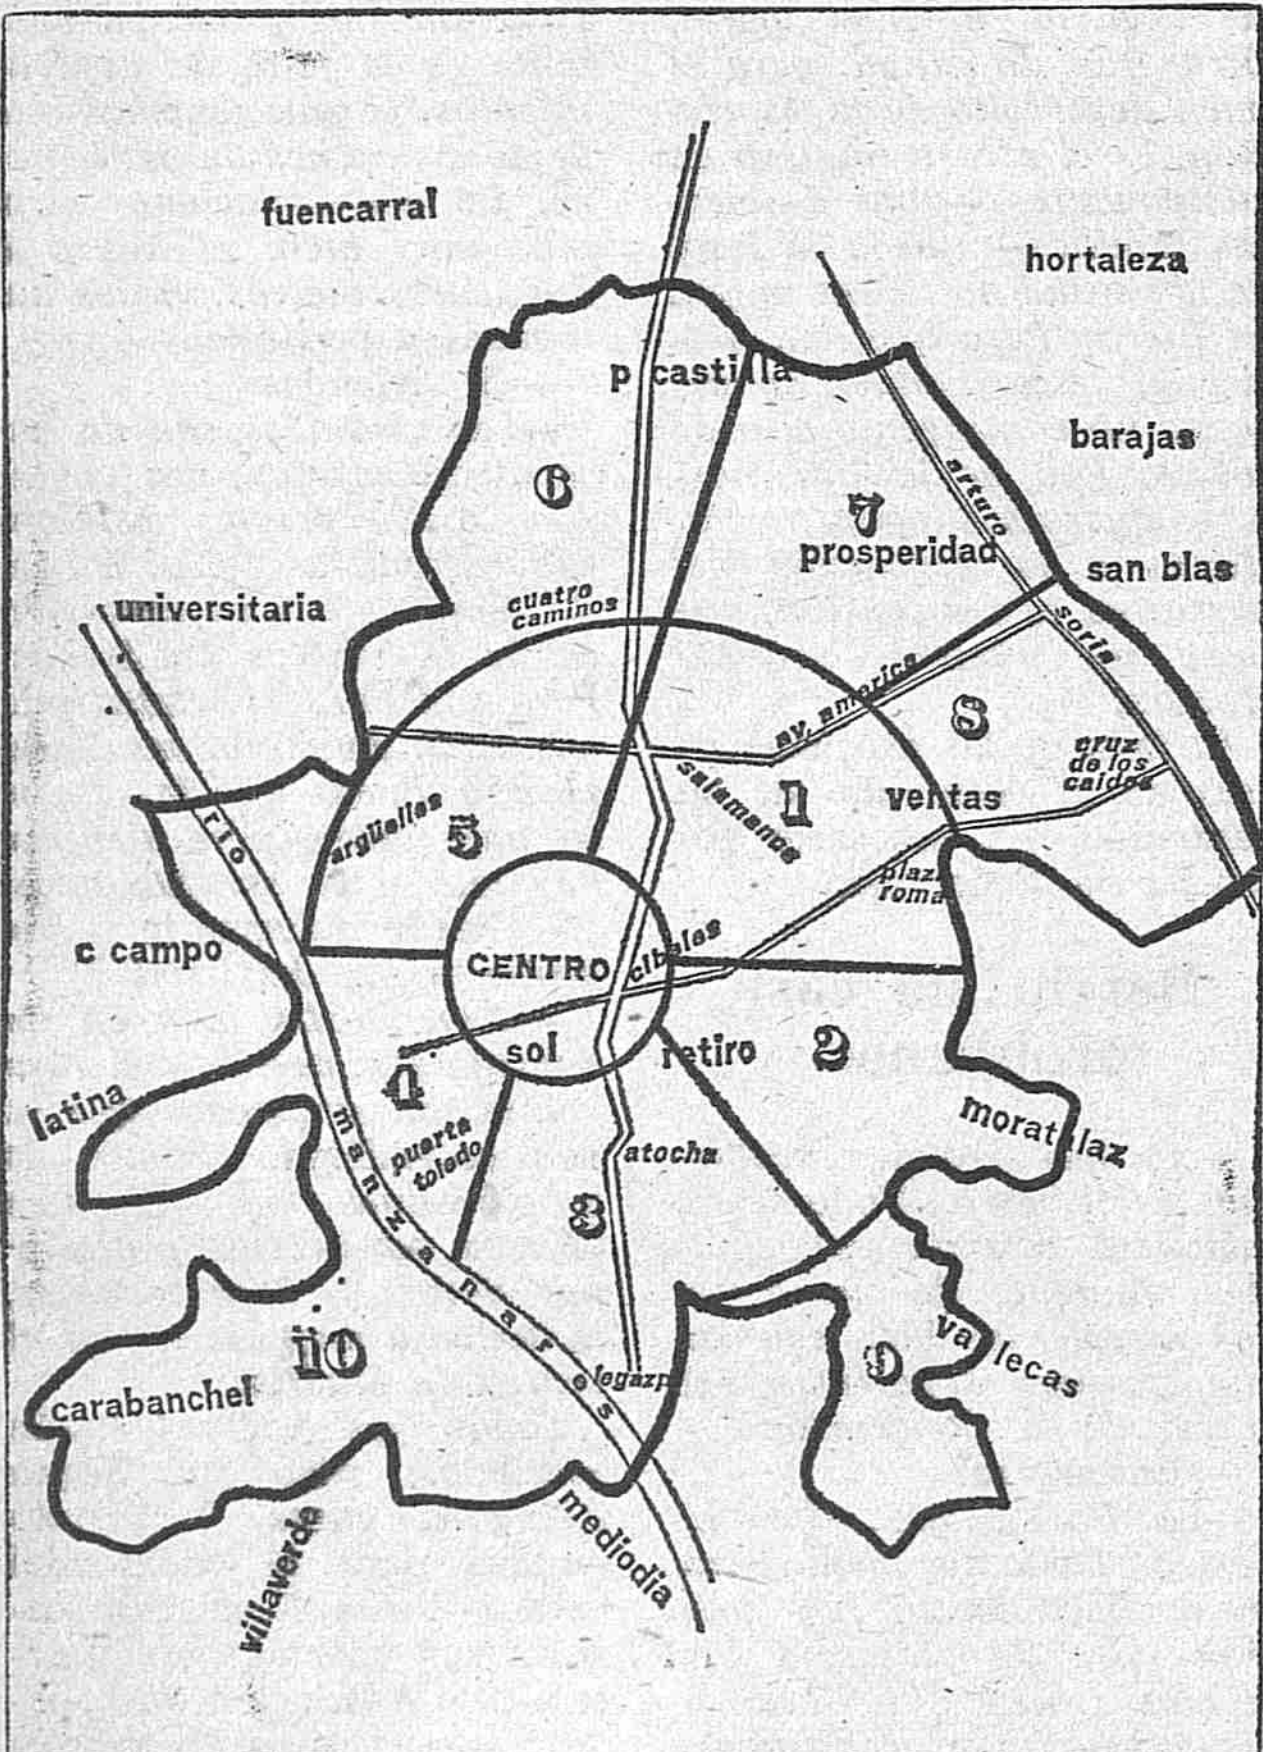 fuencarral
hortaleza
p castilla
barajas
6
7
arturo
prosperidad
san blas
cuatro
caminos
universitaria
soria
av. america
8
cruz
de los
caidos
salamanca
1
ventas
argüelles
5
rio
plaza
roma
c campo
CENTRO
cibeles
sol
retiro
2
4
latina
manzanares
moratalaz
puerta
toledo
atocha
3
10
vallecas
9
legazpi
carabanchel
villaverde
mediodia